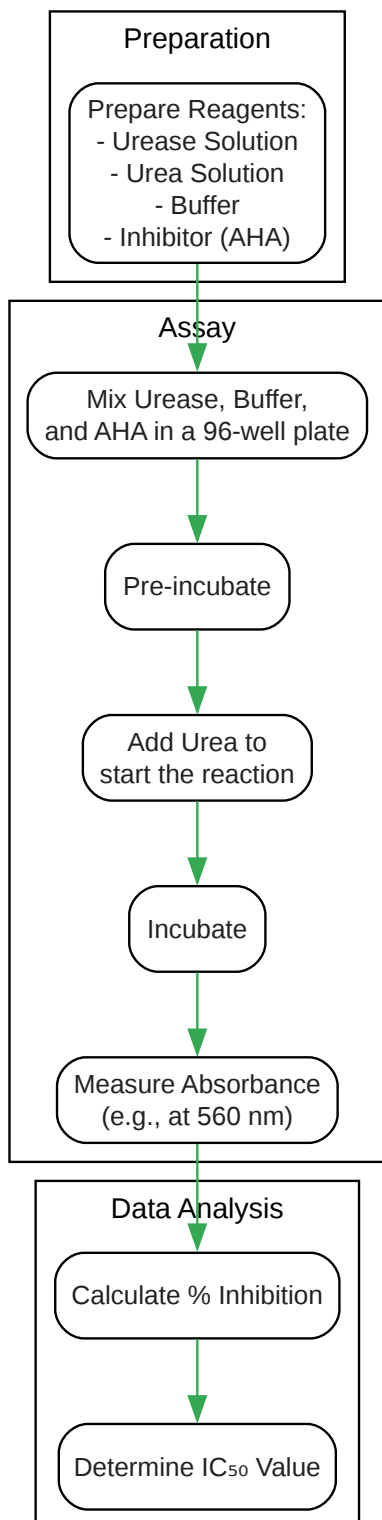 Preparation
Prepare Reagents:
- Urease Solution
- Urea Solution
- Buffer
- Inhibitor (AHA)
Assay
Mix Urease, Buffer,
and AHA in a 96-well plate
Pre-incubate
Add Urea to
start the reaction
Incubate
Measure Absorbance
(e.g., at 560 nm)
Data Analysis
Calculate % Inhibition
Determine IC₅₀ Value